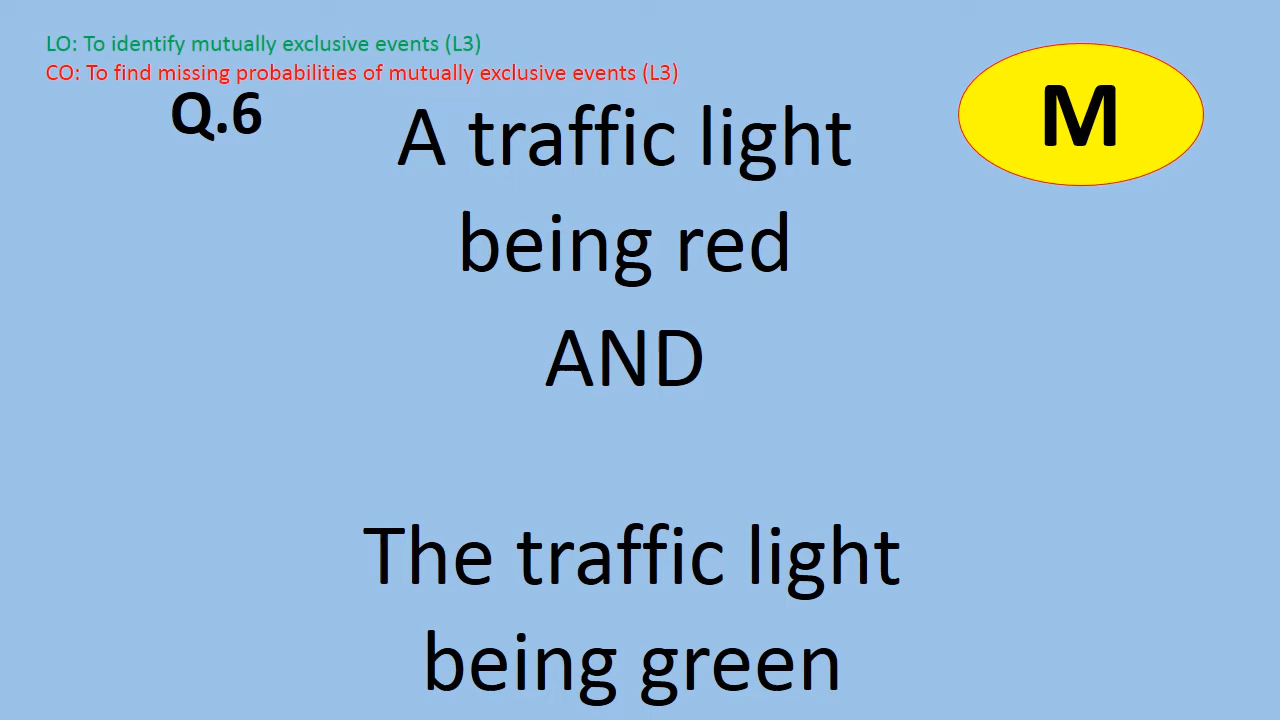 LO: To identify mutually exclusive events (L3)
CO: To find missing probabilities of mutually exclusive events (L3)
Q.6
M
A traffic light
being red
AND
The traffic light
being green